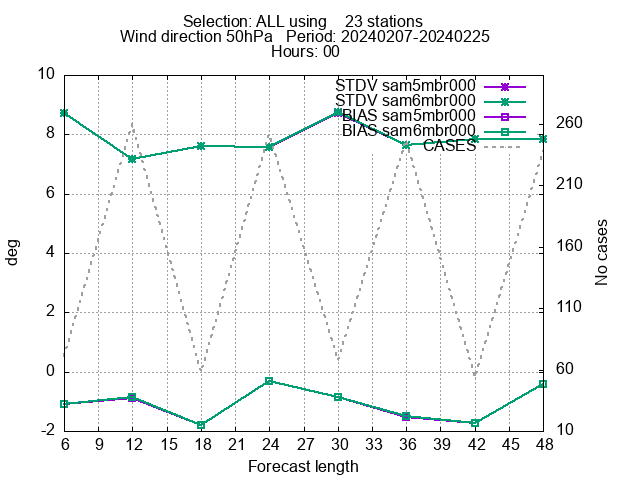 Selection: ALL using    23 stations
Wind direction 50hPa   Period: 20240207-20240225
Hours: 00
STDV sam5mbr000
STDV sam6mbr000
BIAS sam5mbr000
BIAS sam6mbr000
CASES
10
8
6
4
2
0
-2
deg
260
210
160
110
60
10
No cases
6 9 12 15 18 21 24 27 30 33 36 39 42 45 48
Forecast length